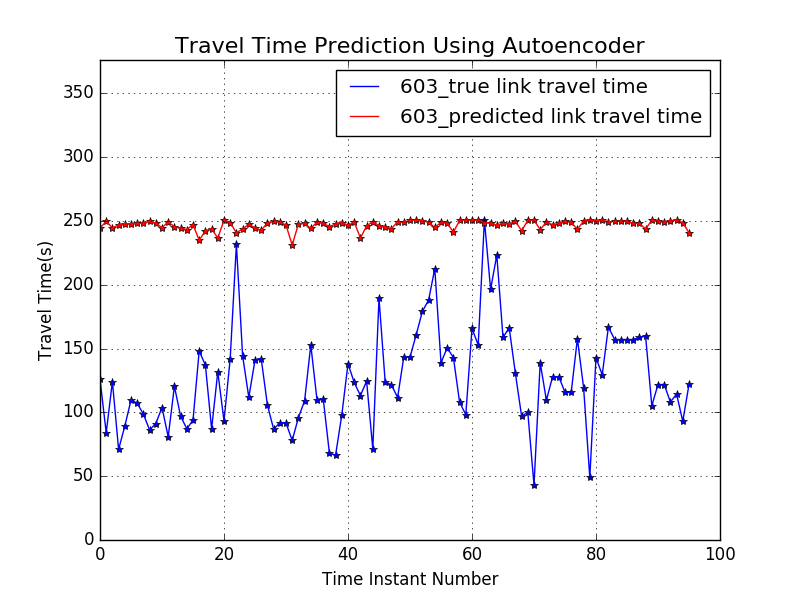 Travel Time Prediction Using Autoencoder
603_true link travel time
603_predicted link travel time
350
300
250
200
150
100
50
0
Travel Time(s)
0 20 40 60 80 100
Time Instant Number